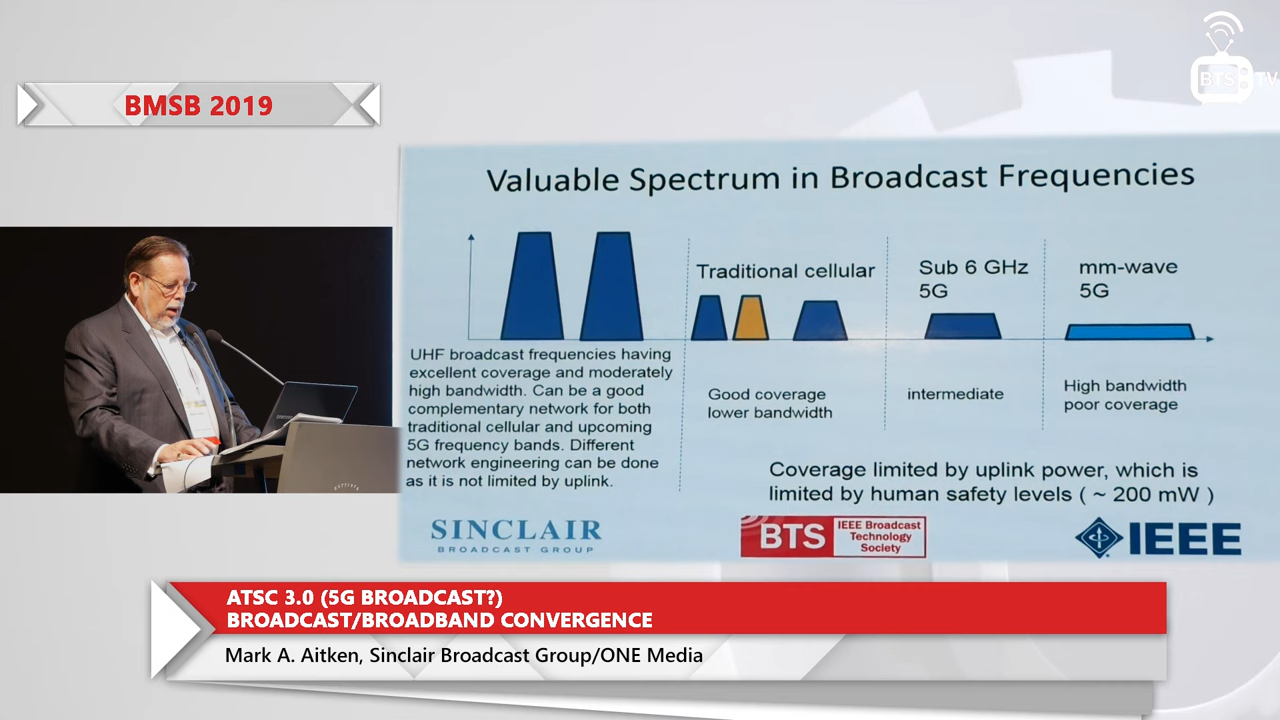 BTS TV
BMSB 2019
Valuable Spectrum in Broadcast Frequencies
Traditional cellular
Sub 6 GHz
5G
mm-wave
5G
UHF broadcast frequencies having
excellent coverage and moderately
high bandwidth. Can be a good
complementary network for both
traditional cellular and upcoming
5G frequency bands. Different
network engineering can be done
as it is not limited by uplink.
Good coverage
lower bandwidth
intermediate
High bandwidth
poor coverage
Coverage limited by uplink power, which is
limited by human safety levels ( ~ 200 mW )
SINCLAIR
BROADCAST GROUP
BTS
IEEE Broadcast
Technology
Society
IEEE
ATSC 3.0 (5G BROADCAST?)
BROADCAST/BROADBAND CONVERGENCE
Mark A. Aitken, Sinclair Broadcast Group/ONE Media